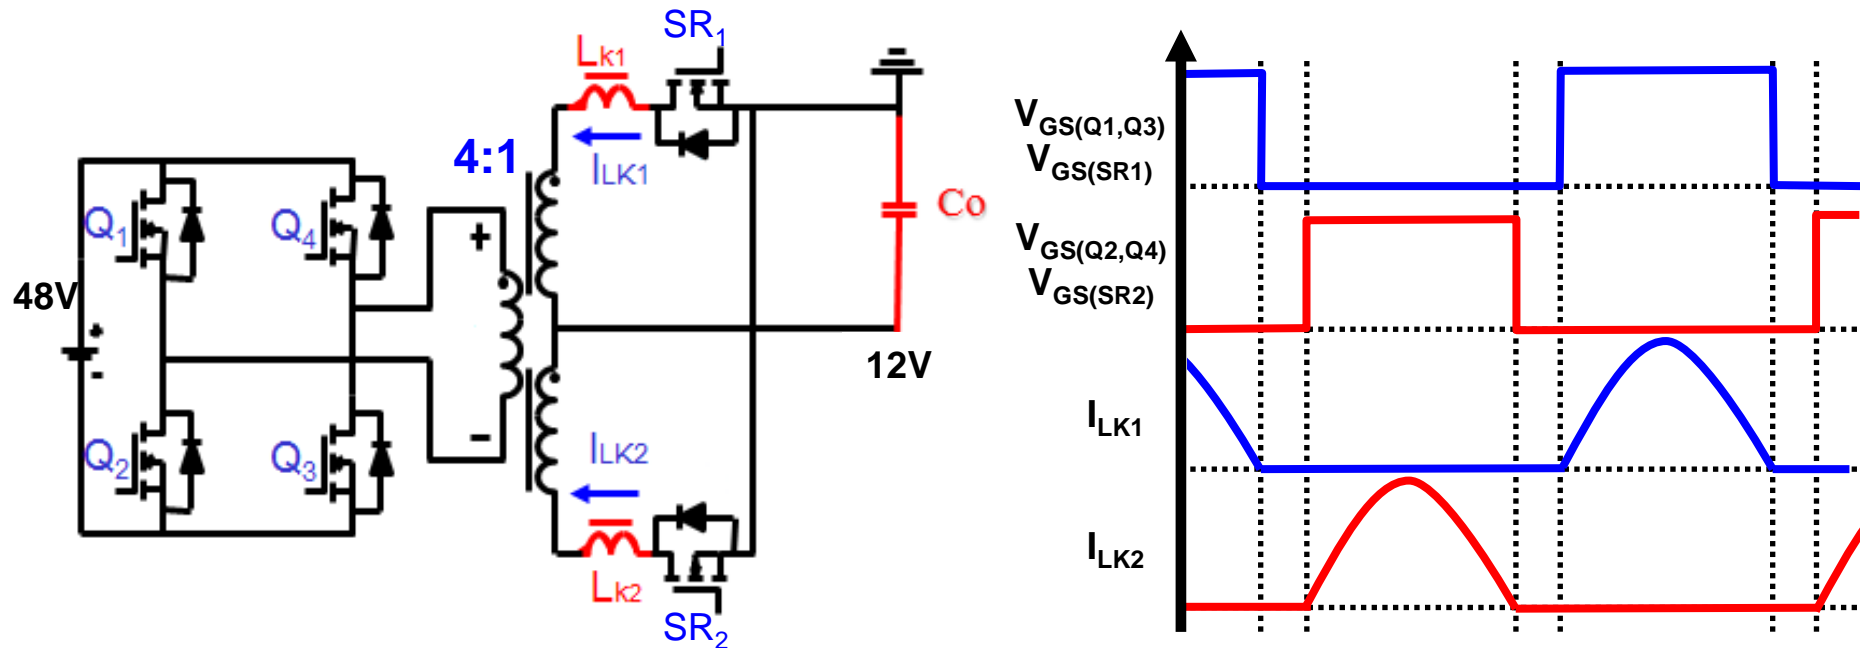 SR1
Lk1
ILK1
4:1
Q1
Q4
+
Co
48V
+
-
12V
Q2
Q3
-
ILK2
Lk2
SR2
VGS(Q1,Q3)
VGS(SR1)
VGS(Q2,Q4)
VGS(SR2)
ILK1
ILK2